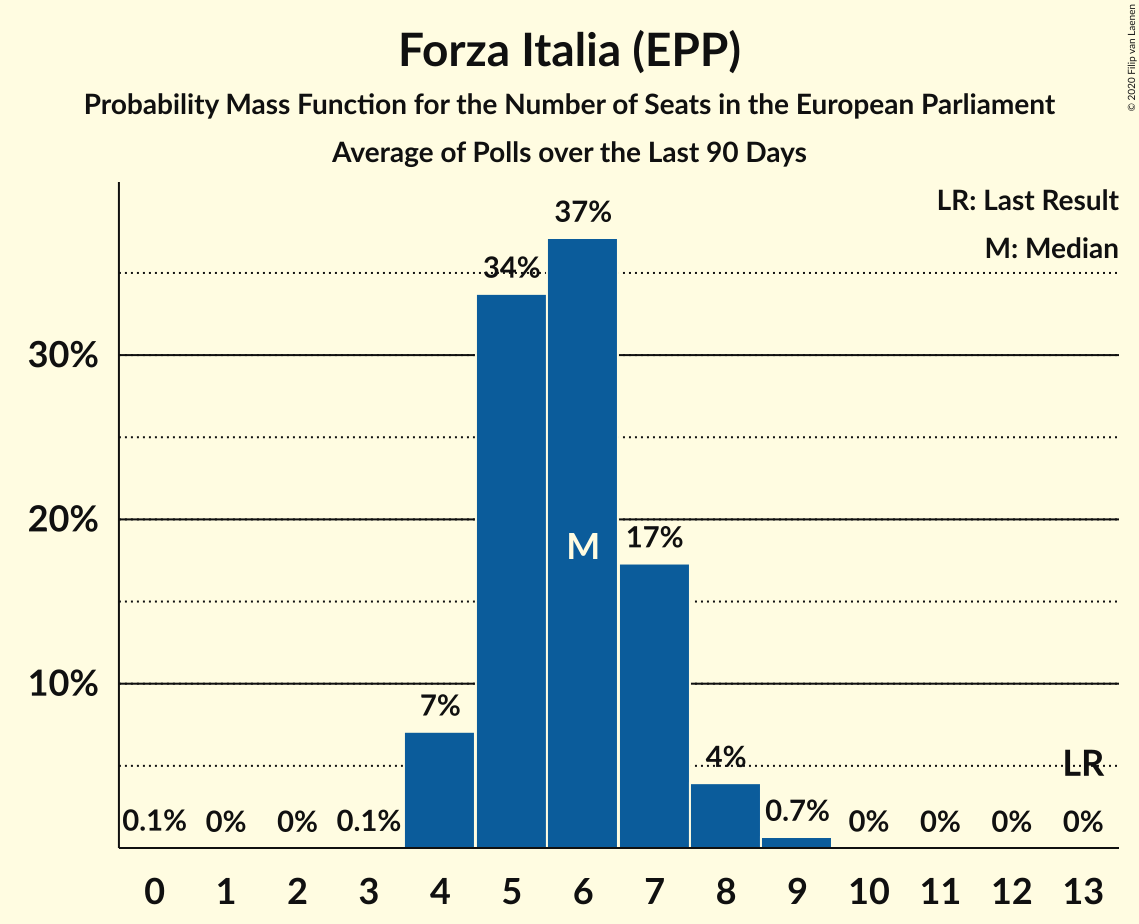 Forza Italia (EPP)
Probability Mass Function for the Number of Seats in the European Parliament
Average of Polls over the Last 90 Days
© 2020 Filip van Laenen
LR: Last Result
M: Median
37%
34%
30%
20%
17%
M
10%
7%
4%
LR
0.1%
0%
0%
0.1%
0.7%
0%
0%
0%
0%
0 1 2 3 4 5 6 7 8 9 10 11 12 13